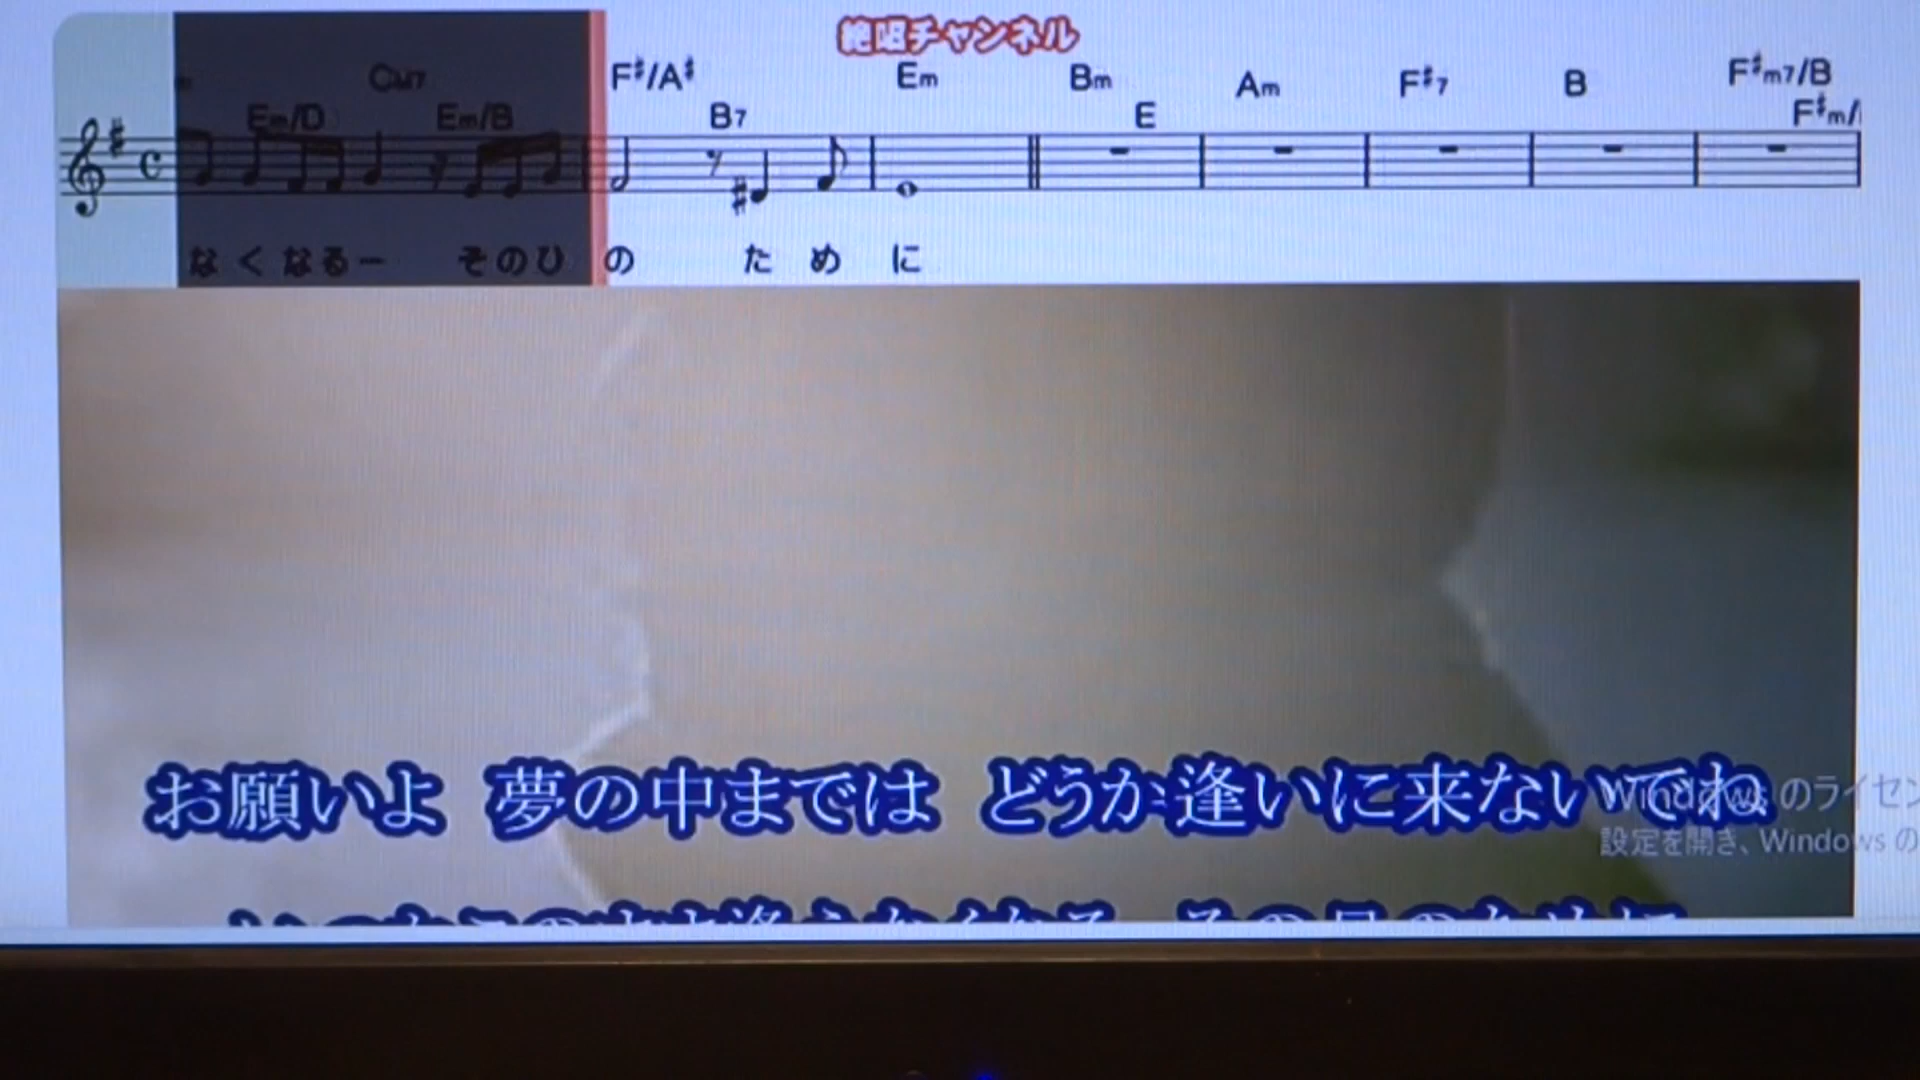 絶唱チャンネル
CM7 F♯/A♯ Em Bm Am F♯7 B F♯m7/B
Em/D Em/B B7 E F♯m/
なくなるー そのひの ために
お願いよ 夢の中までは どうか逢いに来ないでね
Windows のライセン
設定を開き、Windows の